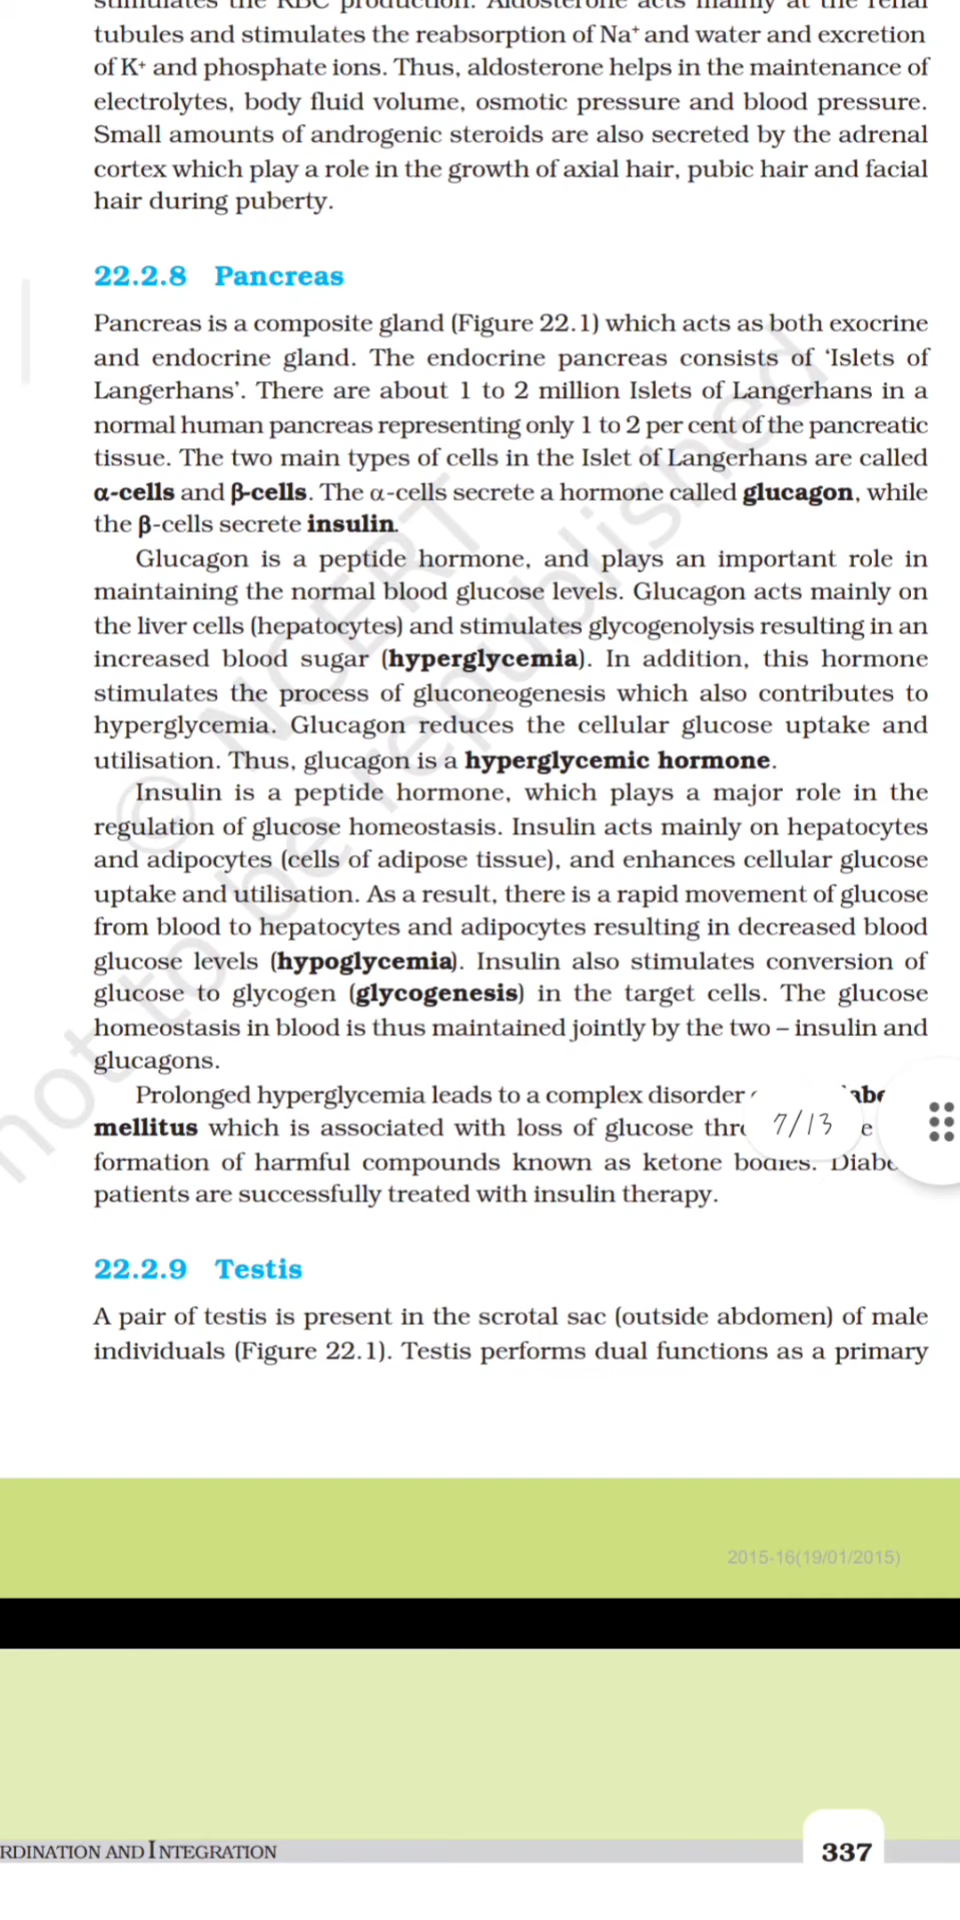 stimulates the RBC production. Aldosterone acts mainly at the renal
tubules and stimulates the reabsorption of Na⁺ and water and excretion
of K⁺ and phosphate ions. Thus, aldosterone helps in the maintenance of
electrolytes, body fluid volume, osmotic pressure and blood pressure.
Small amounts of androgenic steroids are also secreted by the adrenal
cortex which play a role in the growth of axial hair, pubic hair and facial
hair during puberty.
22.2.8 Pancreas
Pancreas is a composite gland (Figure 22.1) which acts as both exocrine
and endocrine gland. The endocrine pancreas consists of ‘Islets of
Langerhans’. There are about 1 to 2 million Islets of Langerhans in a
normal human pancreas representing only 1 to 2 per cent of the pancreatic
tissue. The two main types of cells in the Islet of Langerhans are called
α-cells and β-cells. The α-cells secrete a hormone called glucagon, while
the β-cells secrete insulin.
Glucagon is a peptide hormone, and plays an important role in
maintaining the normal blood glucose levels. Glucagon acts mainly on
the liver cells (hepatocytes) and stimulates glycogenolysis resulting in an
increased blood sugar (hyperglycemia). In addition, this hormone
stimulates the process of gluconeogenesis which also contributes to
hyperglycemia. Glucagon reduces the cellular glucose uptake and
utilisation. Thus, glucagon is a hyperglycemic hormone.
Insulin is a peptide hormone, which plays a major role in the
regulation of glucose homeostasis. Insulin acts mainly on hepatocytes
and adipocytes (cells of adipose tissue), and enhances cellular glucose
uptake and utilisation. As a result, there is a rapid movement of glucose
from blood to hepatocytes and adipocytes resulting in decreased blood
glucose levels (hypoglycemia). Insulin also stimulates conversion of
glucose to glycogen (glycogenesis) in the target cells. The glucose
homeostasis in blood is thus maintained jointly by the two – insulin and
glucagons.
Prolonged hyperglycemia leads to a complex disorder
mellitus which is associated with loss of glucose 7/13
formation of harmful compounds known as ketone bodies.
patients are successfully treated with insulin therapy.
22.2.9 Testis
A pair of testis is present in the scrotal sac (outside abdomen) of male
individuals (Figure 22.1). Testis performs dual functions as a primary
© NCERT
not to be republished
2015-16(19/01/2015)
RDINATION AND INTEGRATION 337